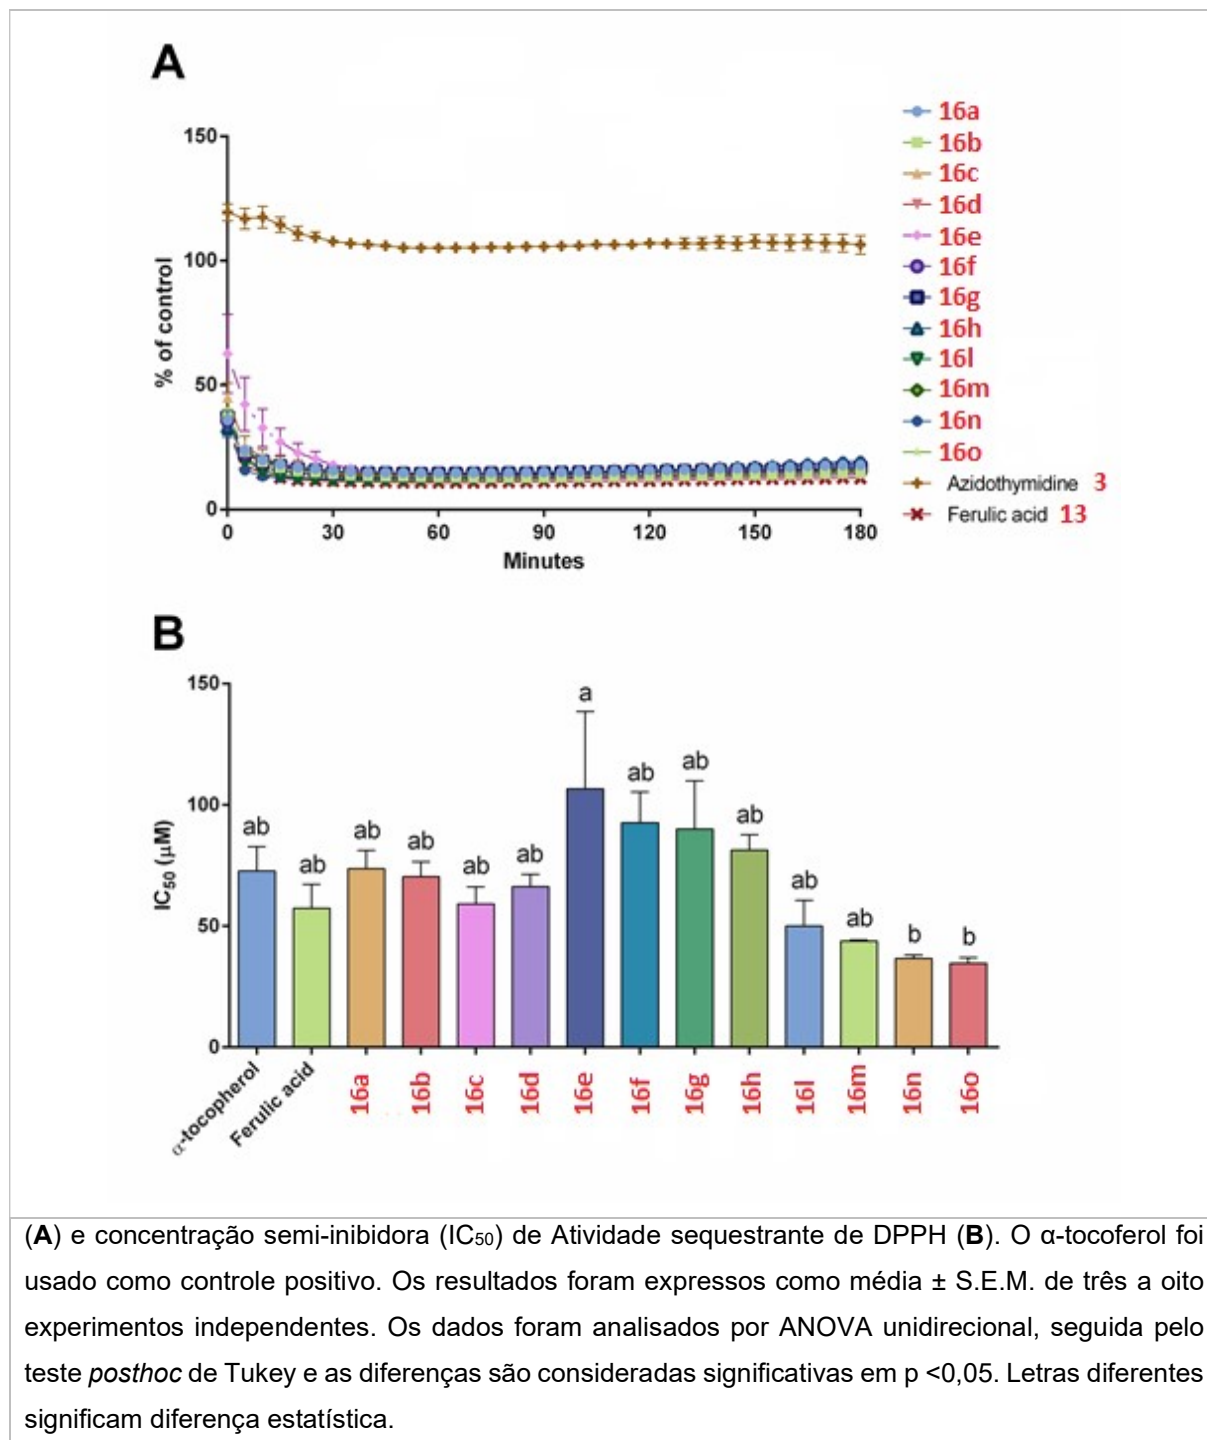 A
150
100
50
0
% of control
0 30 60 90 120 150 180
Minutes
16a
16b
16c
16d
16e
16f
16g
16h
16l
16m
16n
16o
Azidothymidine 3
Ferulic acid 13
B
150
100
50
0
IC50 (µM)
ab
ab
ab
ab
ab
ab
a
ab
ab
ab
ab
ab
b
b
α-tocopherol
Ferulic acid
16a
16b
16c
16d
16e
16f
16g
16h
16l
16m
16n
16o
(A) e concentração semi-inibidora (IC50) de Atividade sequestrante de DPPH (B). O α-tocoferol foi
usado como controle positivo. Os resultados foram expressos como média ± S.E.M. de três a oito
experimentos independentes. Os dados foram analisados por ANOVA unidirecional, seguida pelo
teste posthoc de Tukey e as diferenças são consideradas significativas em p <0,05. Letras diferentes
significam diferença estatística.